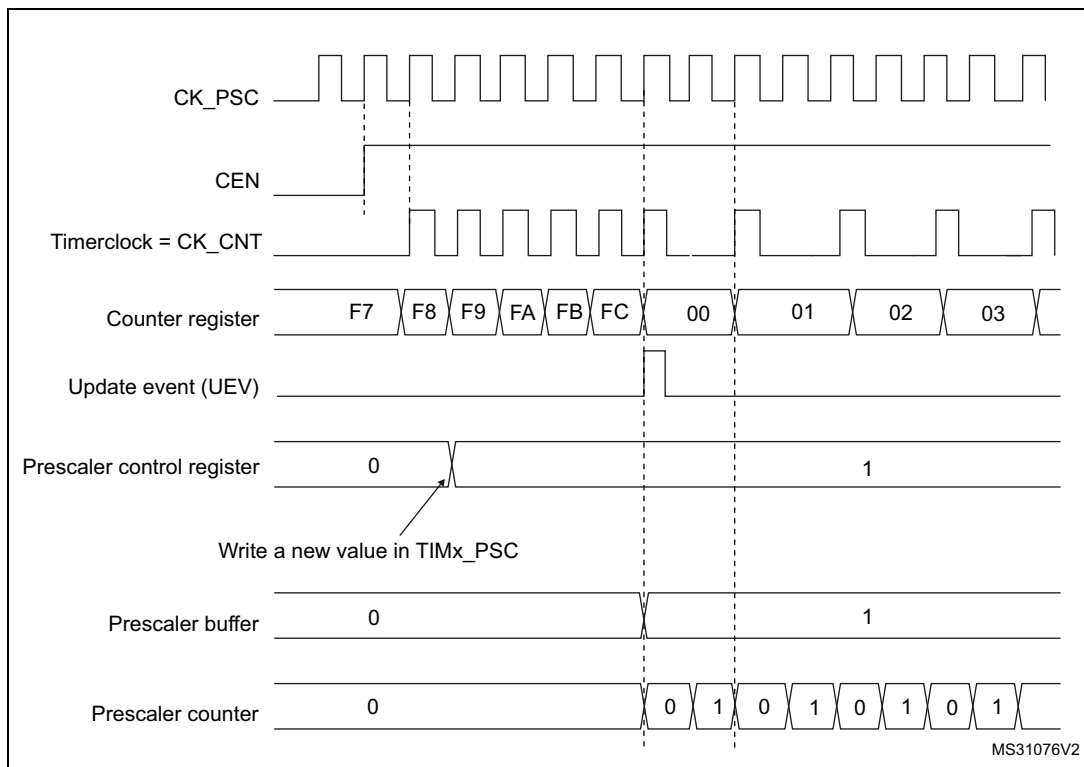 CK_PSC
CEN
Timerclock = CK_CNT
Counter register F7 F8 F9 FA FB FC 00 01 02 03
Update event (UEV)
Prescaler control register 0 1
Write a new value in TIMx_PSC
Prescaler buffer 0 1
Prescaler counter 0 0 1 0 1 0 1 0 1
MS31076V2